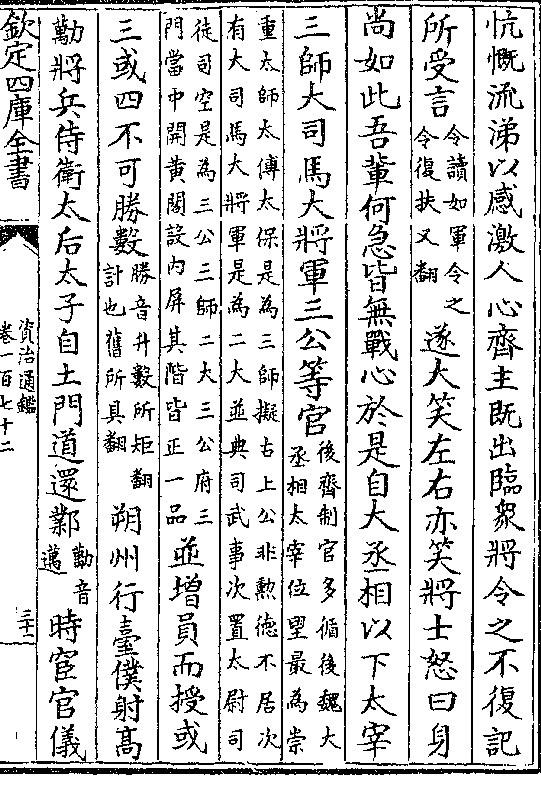 忼慨流涕以感激人心齊主既出臨衆將令之不復記
所受言令讀如軍令之令復扶又翻遂大笑左右亦笑將士怒曰身
尚如此吾輩何急皆無戰心於是自大丞相以下太宰
三師大司馬大將軍三公等官後齊制官多循後魏大丞相太宰位望最為崇
重太師太傅太保是為三師擬古上公非勲德不居次有大司馬大將軍是為二大並典司武事次置太尉司
徒司空是為三公三師二大三公府三門當中開黄閤設内屏其階皆正一品並增員而授或
三或四不可勝數勝音升數所矩翻計也舊所具翻朔州行臺僕射高
勱將兵侍衛太后太子自土門道還鄴勱音邁時宦官儀
欽定四庫全書
資治通鑑
卷一百七十二
三十一